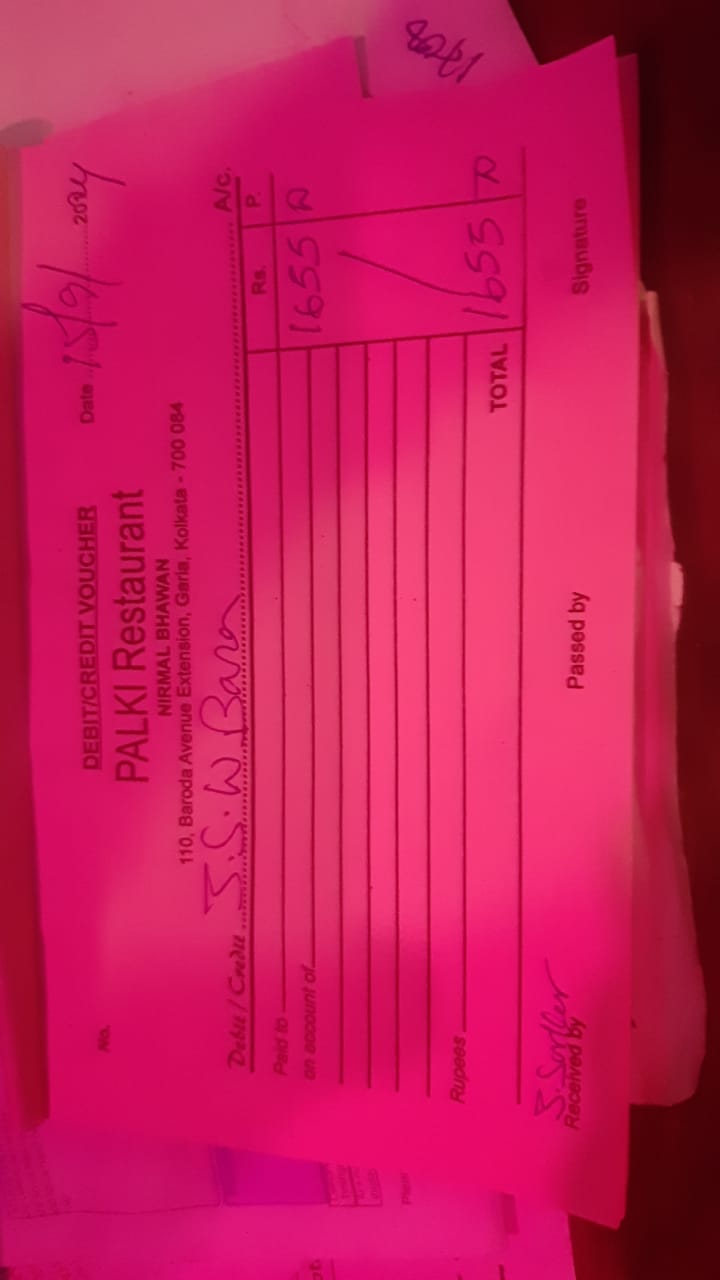 DEBIT/CREDIT VOUCHER
PALKI Restaurant
NIRMAL BHAWAN
110, Baroda Avenue Extension, Garia, Kolkata - 700 084
No.
Date 15/9/ 2024
Debit / Credit J.S.W Bara A/c.
Rs. P.
Paid to 1655
on account of
Rupees
TOTAL 1655
Received by
Passed by
Signature